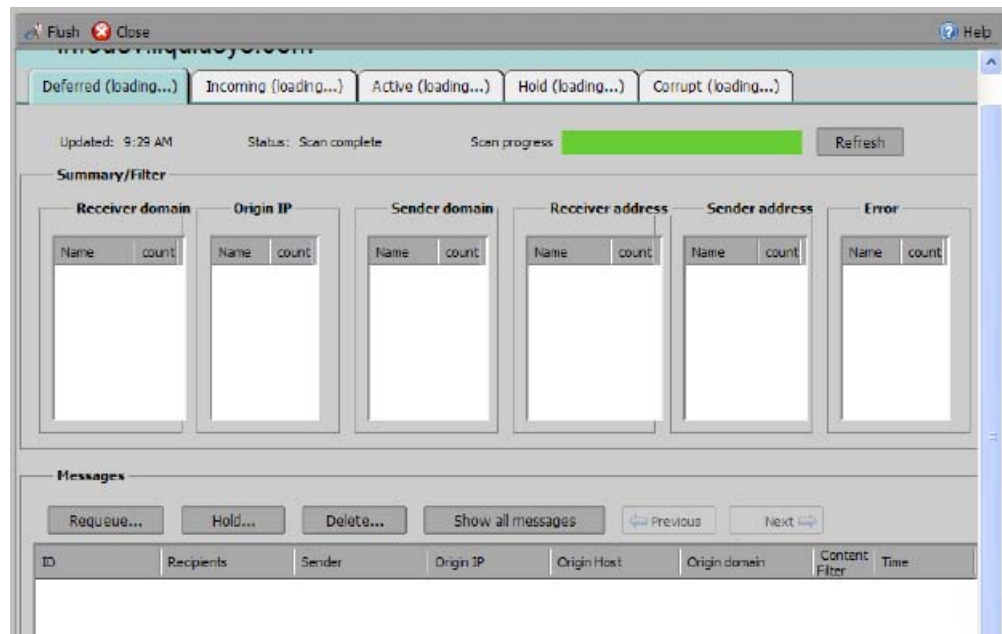 Flush Close Help
Deferred (loading...) Incoming (loading...) Active (loading...) Hold (loading...) Corrupt (loading...)
Updated: 9:29 AM Status: Scan complete Scan progress Refresh
Summary/Filter
Receiver domain Origin IP Sender domain Receiver address Sender address Error
Name count Name count Name count Name count Name count Name count
Messages
Requeue... Hold... Delete... Show all messages Previous Next
ID Recipients Sender Origin IP Origin Host Origin domain Content Filter Time